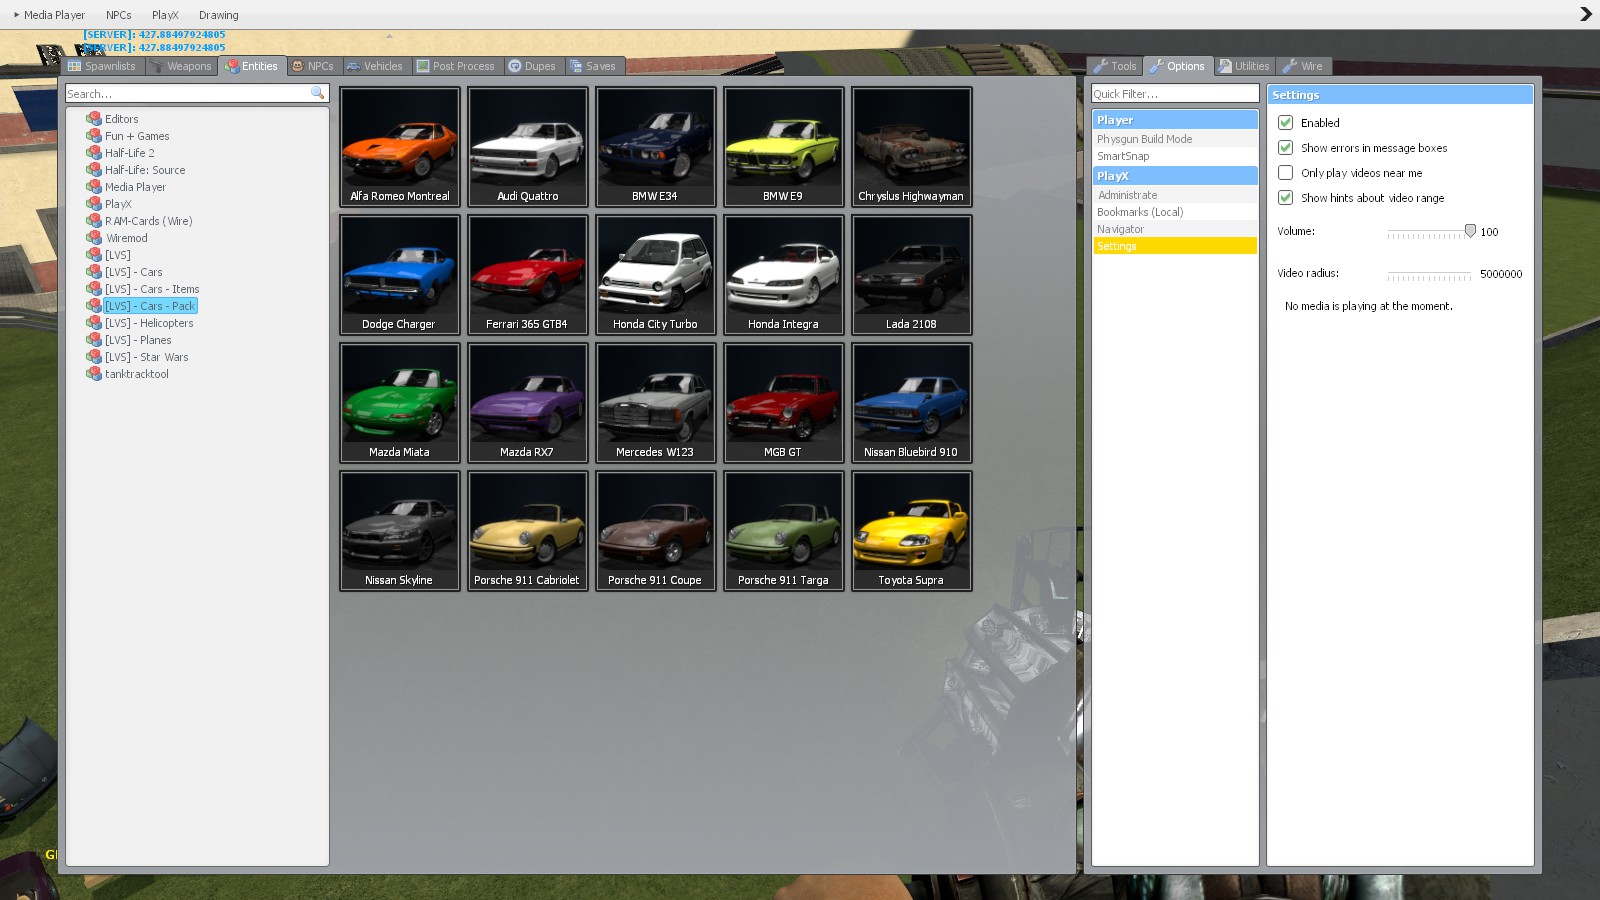 Media Player NPCs PlayX Drawing
[SERVER]: 427.88497924805
[SERVER]: 427.88497924805
Spawnlists Weapons Entities NPCs Vehicles Post Process Dupes Saves
Search...
Editors
Fun + Games
Half-Life 2
Half-Life: Source
Media Player
PlayX
RAM-Cards (Wire)
Wiremod
[LVS]
[LVS] - Cars
[LVS] - Cars - Items
[LVS] - Cars - Pack
[LVS] - Helicopters
[LVS] - Planes
[LVS] - Star Wars
tanktracktool
Alfa Romeo Montreal Audi Quattro BMW E34 BMW E9 Chryslus Highwayman
Dodge Charger Ferrari 365 GTB4 Honda City Turbo Honda Integra Lada 2108
Mazda Miata Mazda RX7 Mercedes W123 MGB GT Nissan Bluebird 910
Nissan Skyline Porsche 911 Cabriolet Porsche 911 Coupe Porsche 911 Targa Toyota Supra
Tools Options Utilities Wire
Quick Filter...
Player
Physgun Build Mode
SmartSnap
PlayX
Administrate
Bookmarks (Local)
Navigator
Settings
Settings
Enabled
Show errors in message boxes
Only play videos near me
Show hints about video range
Volume: 100
Video radius: 5000000
No media is playing at the moment.